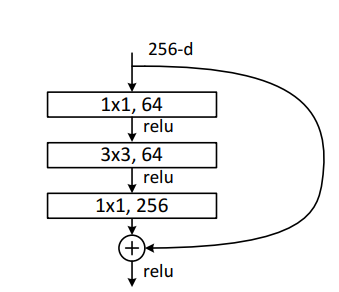 256-d
1x1, 64
relu
3x3, 64
relu
1x1, 256
+
relu